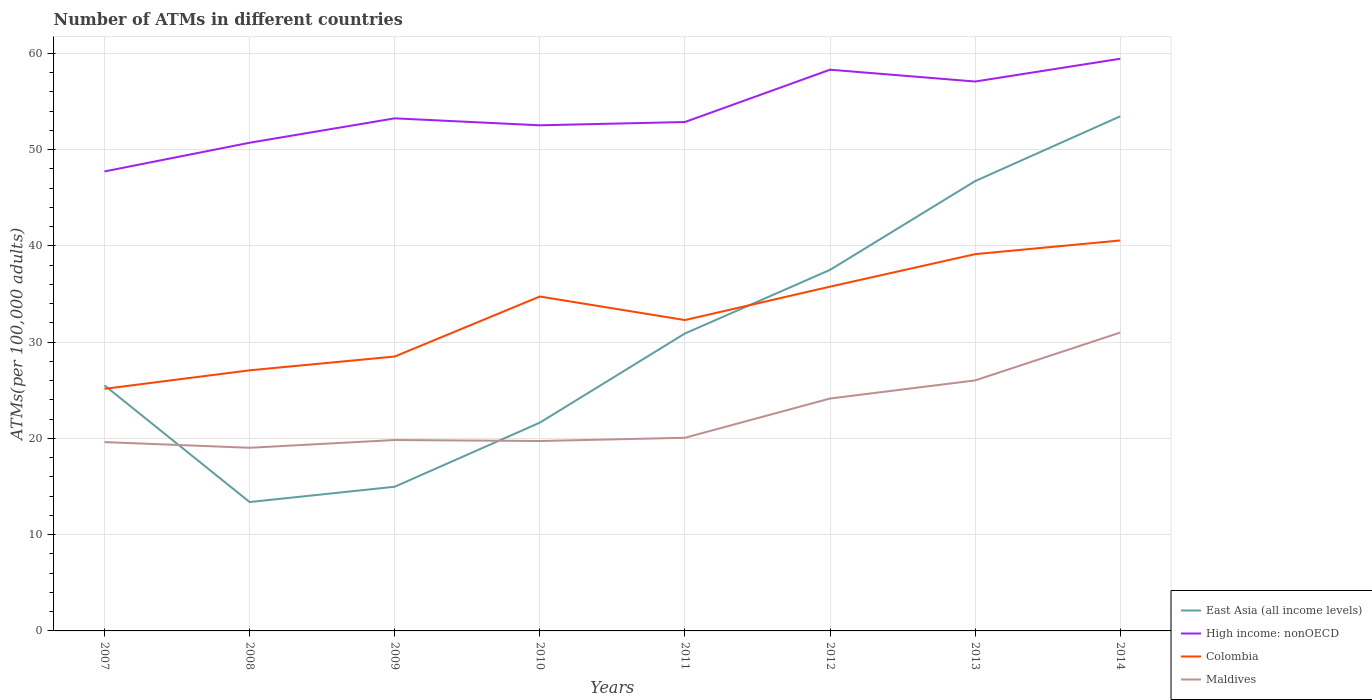 Number of ATMs in different countries
ATMs(per 100,000 adults)
60
50
40
30
20
10
0
2007
2008
2009
2010
2011
2012
2013
2014
Years
East Asia (all income levels)
High income: nonOECD
Colombia
Maldives